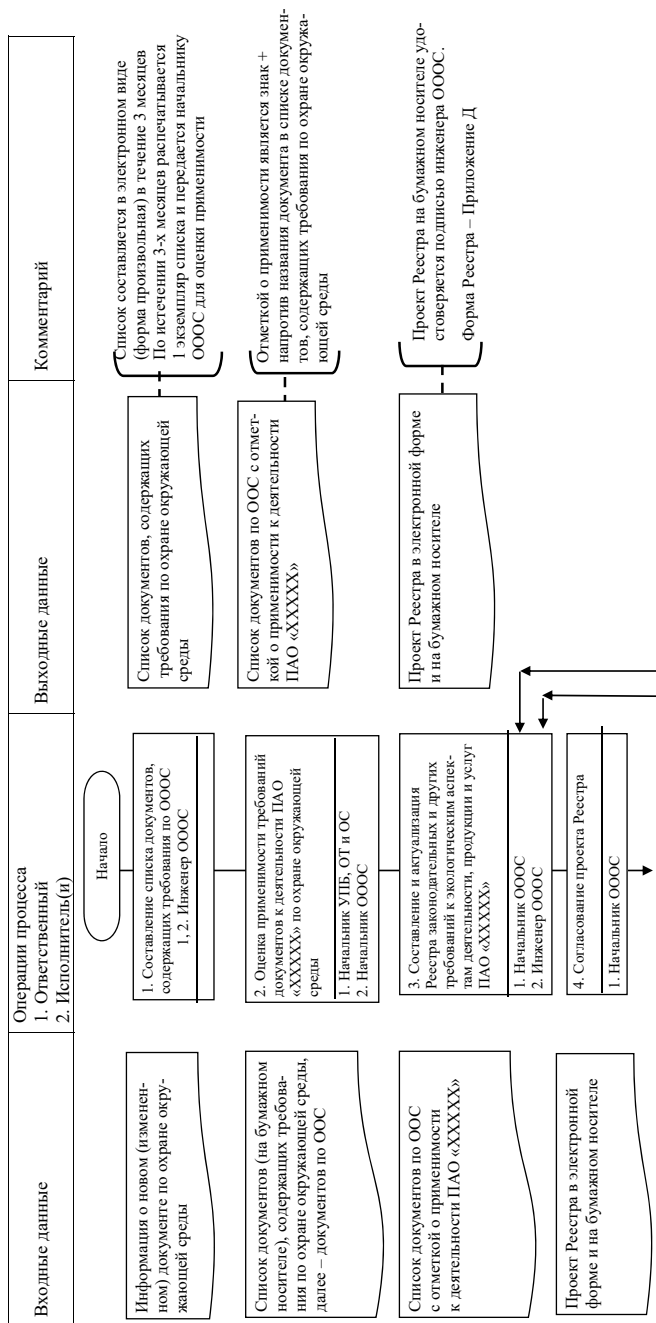 Входные данные
Операции процесса
1. Ответственный
2. Исполнитель(и)
Выходные данные
Комментарий
Начало
Информация о новом (изменен-
ном) документе по охране окру-
жающей среды
1. Составление списка документов,
содержащих требования по ОООС
1, 2. Инженер ОООС
Список документов, содержащих
требования по охране окружающей
среды
Список составляется в электронном виде
(форма произвольная) в течение 3 месяцев
По истечении 3-х месяцев распечатывается
1 экземпляр списка и передается начальнику
ОООС для оценки применимости
Список документов (на бумажном
носителе), содержащих требова-
ния по охране окружающей среды,
далее – документов по ООС
2. Оценка применимости требований
документов к деятельности ПАО
«ХХХХХ» по охране окружающей
среды
1. Начальник УПБ, ОТ и ОС
2. Начальник ОООС
Список документов по ООС с отмет-
кой о применимости к деятельности
ПАО «ХХХХХ»
Отметкой о применимости является знак +
напротив названия документа в списке докумен-
тов, содержащих требования по охране окружа-
ющей среды
Список документов по ООС
с отметкой о применимости
к деятельности ПАО «ХХХХХ»
3. Составление и актуализация
Реестра законодательных и других
требований к экологическим аспек-
там деятельности, продукции и услуг
ПАО «ХХХХХ»
1. Начальник ОООС
2. Инженер ОООС
Проект Реестра в электронной форме
и на бумажном носителе
Проект Реестра на бумажном носителе удо-
стоверяется подписью инженера ОООС.
Форма Реестра – Приложение Д
Проект Реестра в электронной
форме и на бумажном носителе
4. Согласование проекта Реестра
1. Начальник ОООС